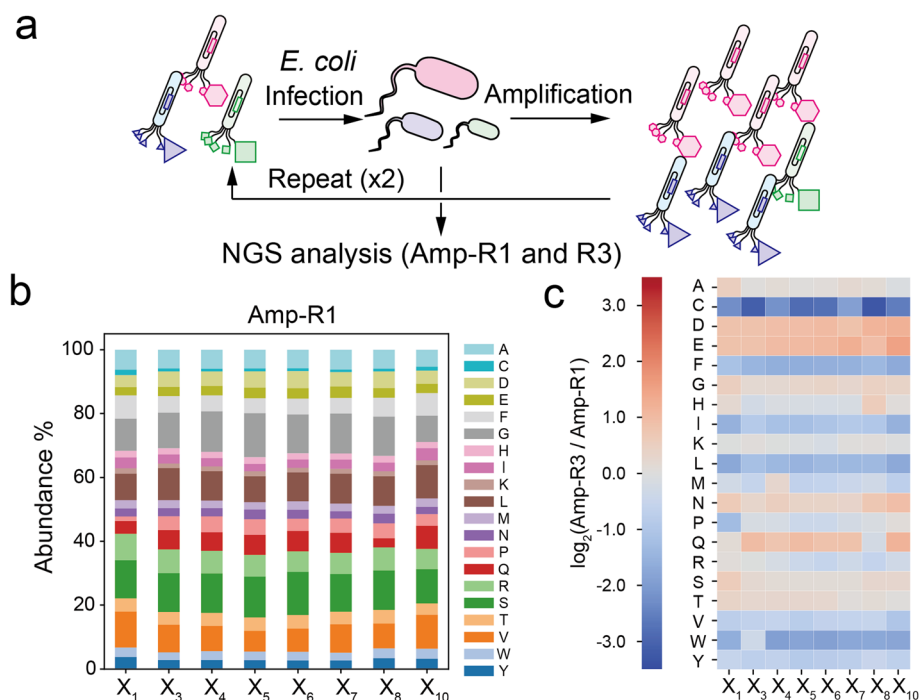 a
E. coli
Infection
Amplification
Repeat (x2)
NGS analysis (Amp-R1 and R3)
b
Amp-R1
Abundance %
100
80
60
40
20
0
X1 X3 X4 X5 X6 X7 X8 X10
A
C
D
E
F
G
H
I
K
L
M
N
P
Q
R
S
T
V
W
Y
c
3.0
2.0
1.0
0.0
-1.0
-2.0
-3.0
log2(Amp-R3 / Amp-R1)
A
C
D
E
F
G
H
I
K
L
M
N
P
Q
R
S
T
V
W
Y
X1 X3 X4 X5 X6 X7 X8 X10